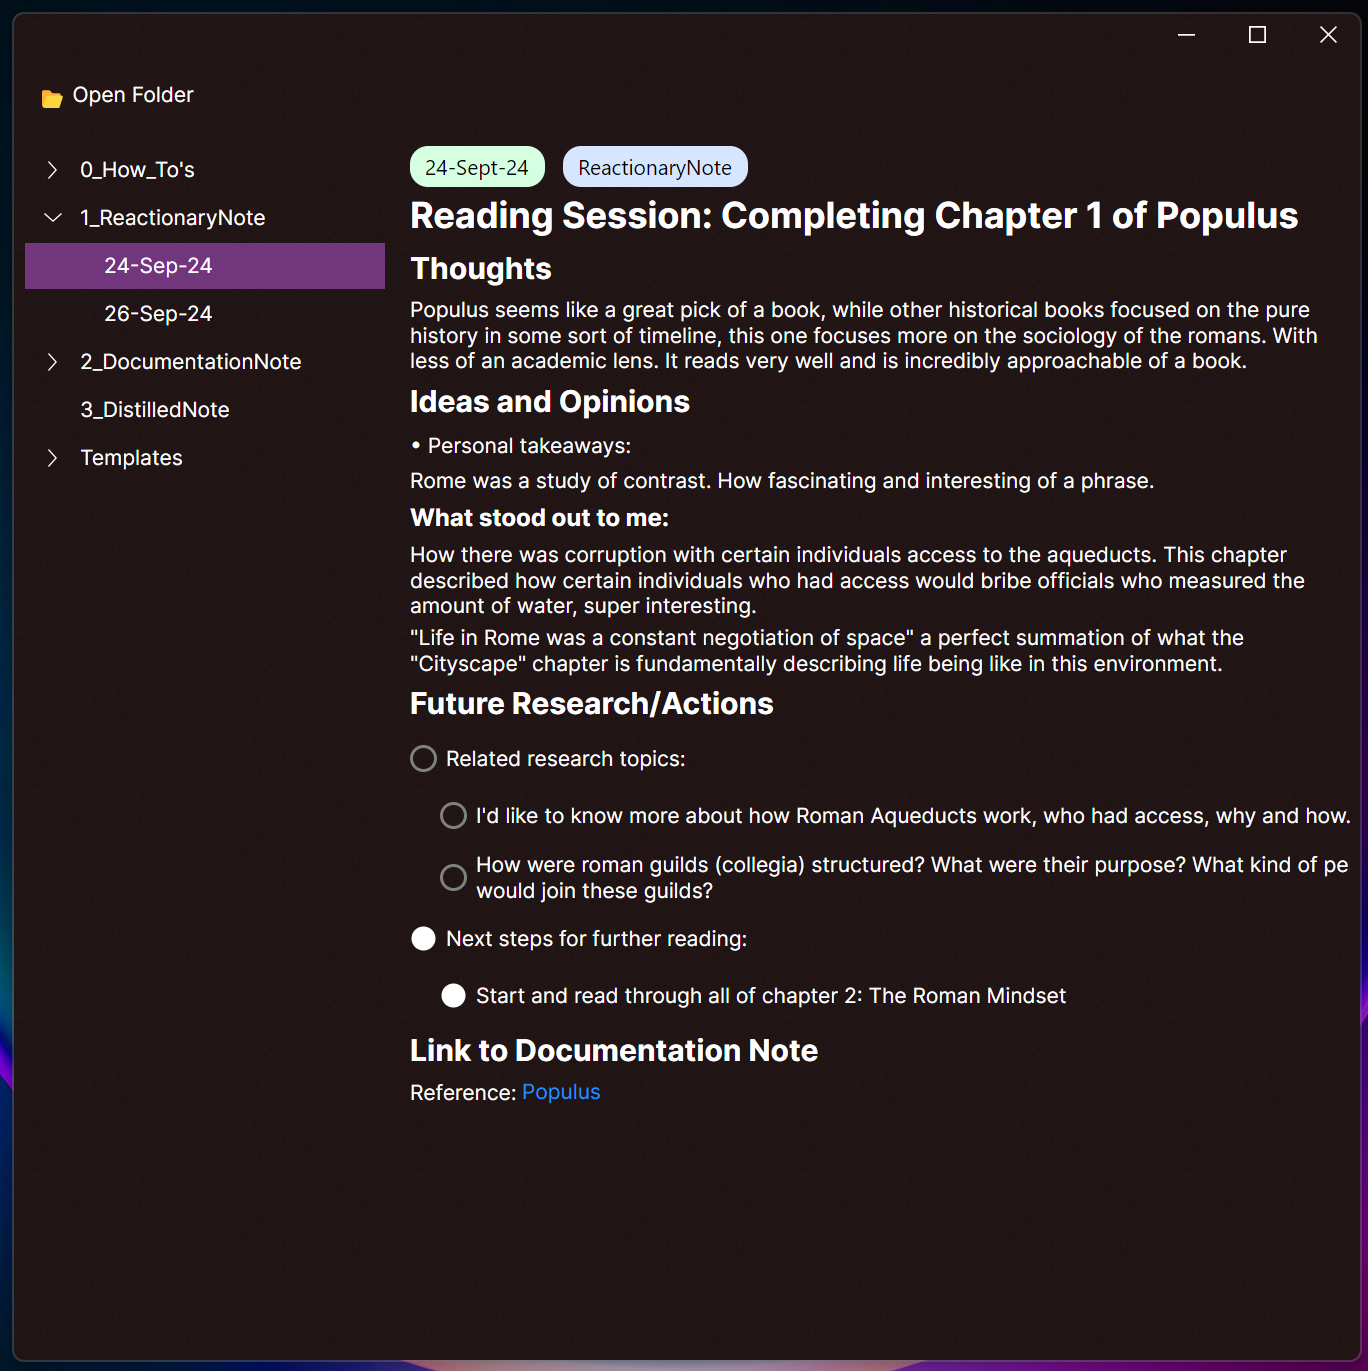 Open Folder
0_How_To's
1_ReactionaryNote
24-Sep-24
26-Sep-24
2_DocumentationNote
3_DistilledNote
Templates
24-Sept-24 ReactionaryNote
Reading Session: Completing Chapter 1 of Populus
Thoughts
Populus seems like a great pick of a book, while other historical books focused on the pure
history in some sort of timeline, this one focuses more on the sociology of the romans. With
less of an academic lens. It reads very well and is incredibly approachable of a book.
Ideas and Opinions
• Personal takeaways:
Rome was a study of contrast. How fascinating and interesting of a phrase.
What stood out to me:
How there was corruption with certain individuals access to the aqueducts. This chapter
described how certain individuals who had access would bribe officials who measured the
amount of water, super interesting.
"Life in Rome was a constant negotiation of space" a perfect summation of what the
"Cityscape" chapter is fundamentally describing life being like in this environment.
Future Research/Actions
Related research topics:
I'd like to know more about how Roman Aqueducts work, who had access, why and how.
How were roman guilds (collegia) structured? What were their purpose? What kind of pe
would join these guilds?
Next steps for further reading:
Start and read through all of chapter 2: The Roman Mindset
Link to Documentation Note
Reference: Populus